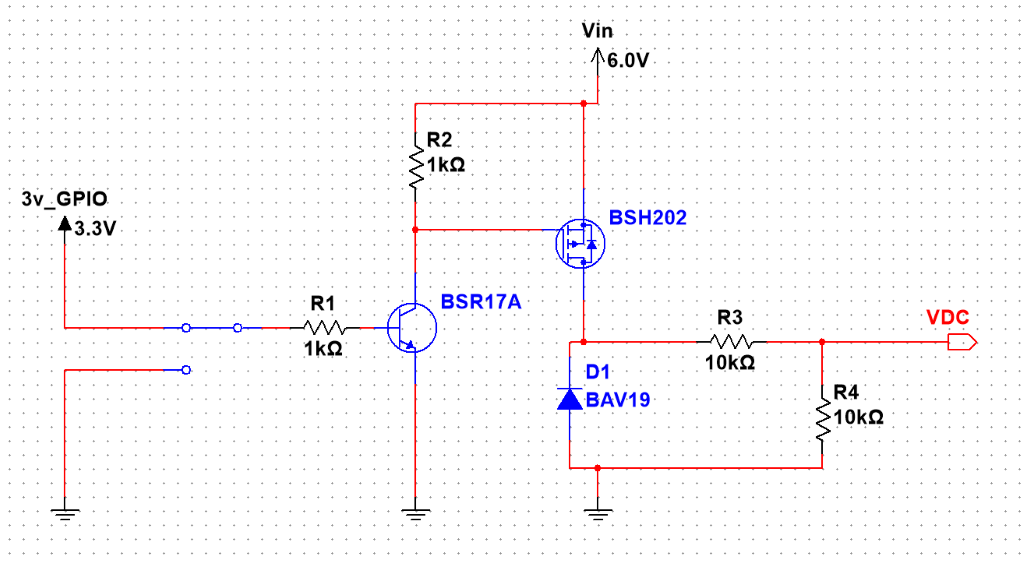 Vin
6.0V
R2
1kΩ
3v_GPIO
3.3V
BSH202
BSR17A
R1
1kΩ
R3
10kΩ
VDC
D1
BAV19
R4
10kΩ